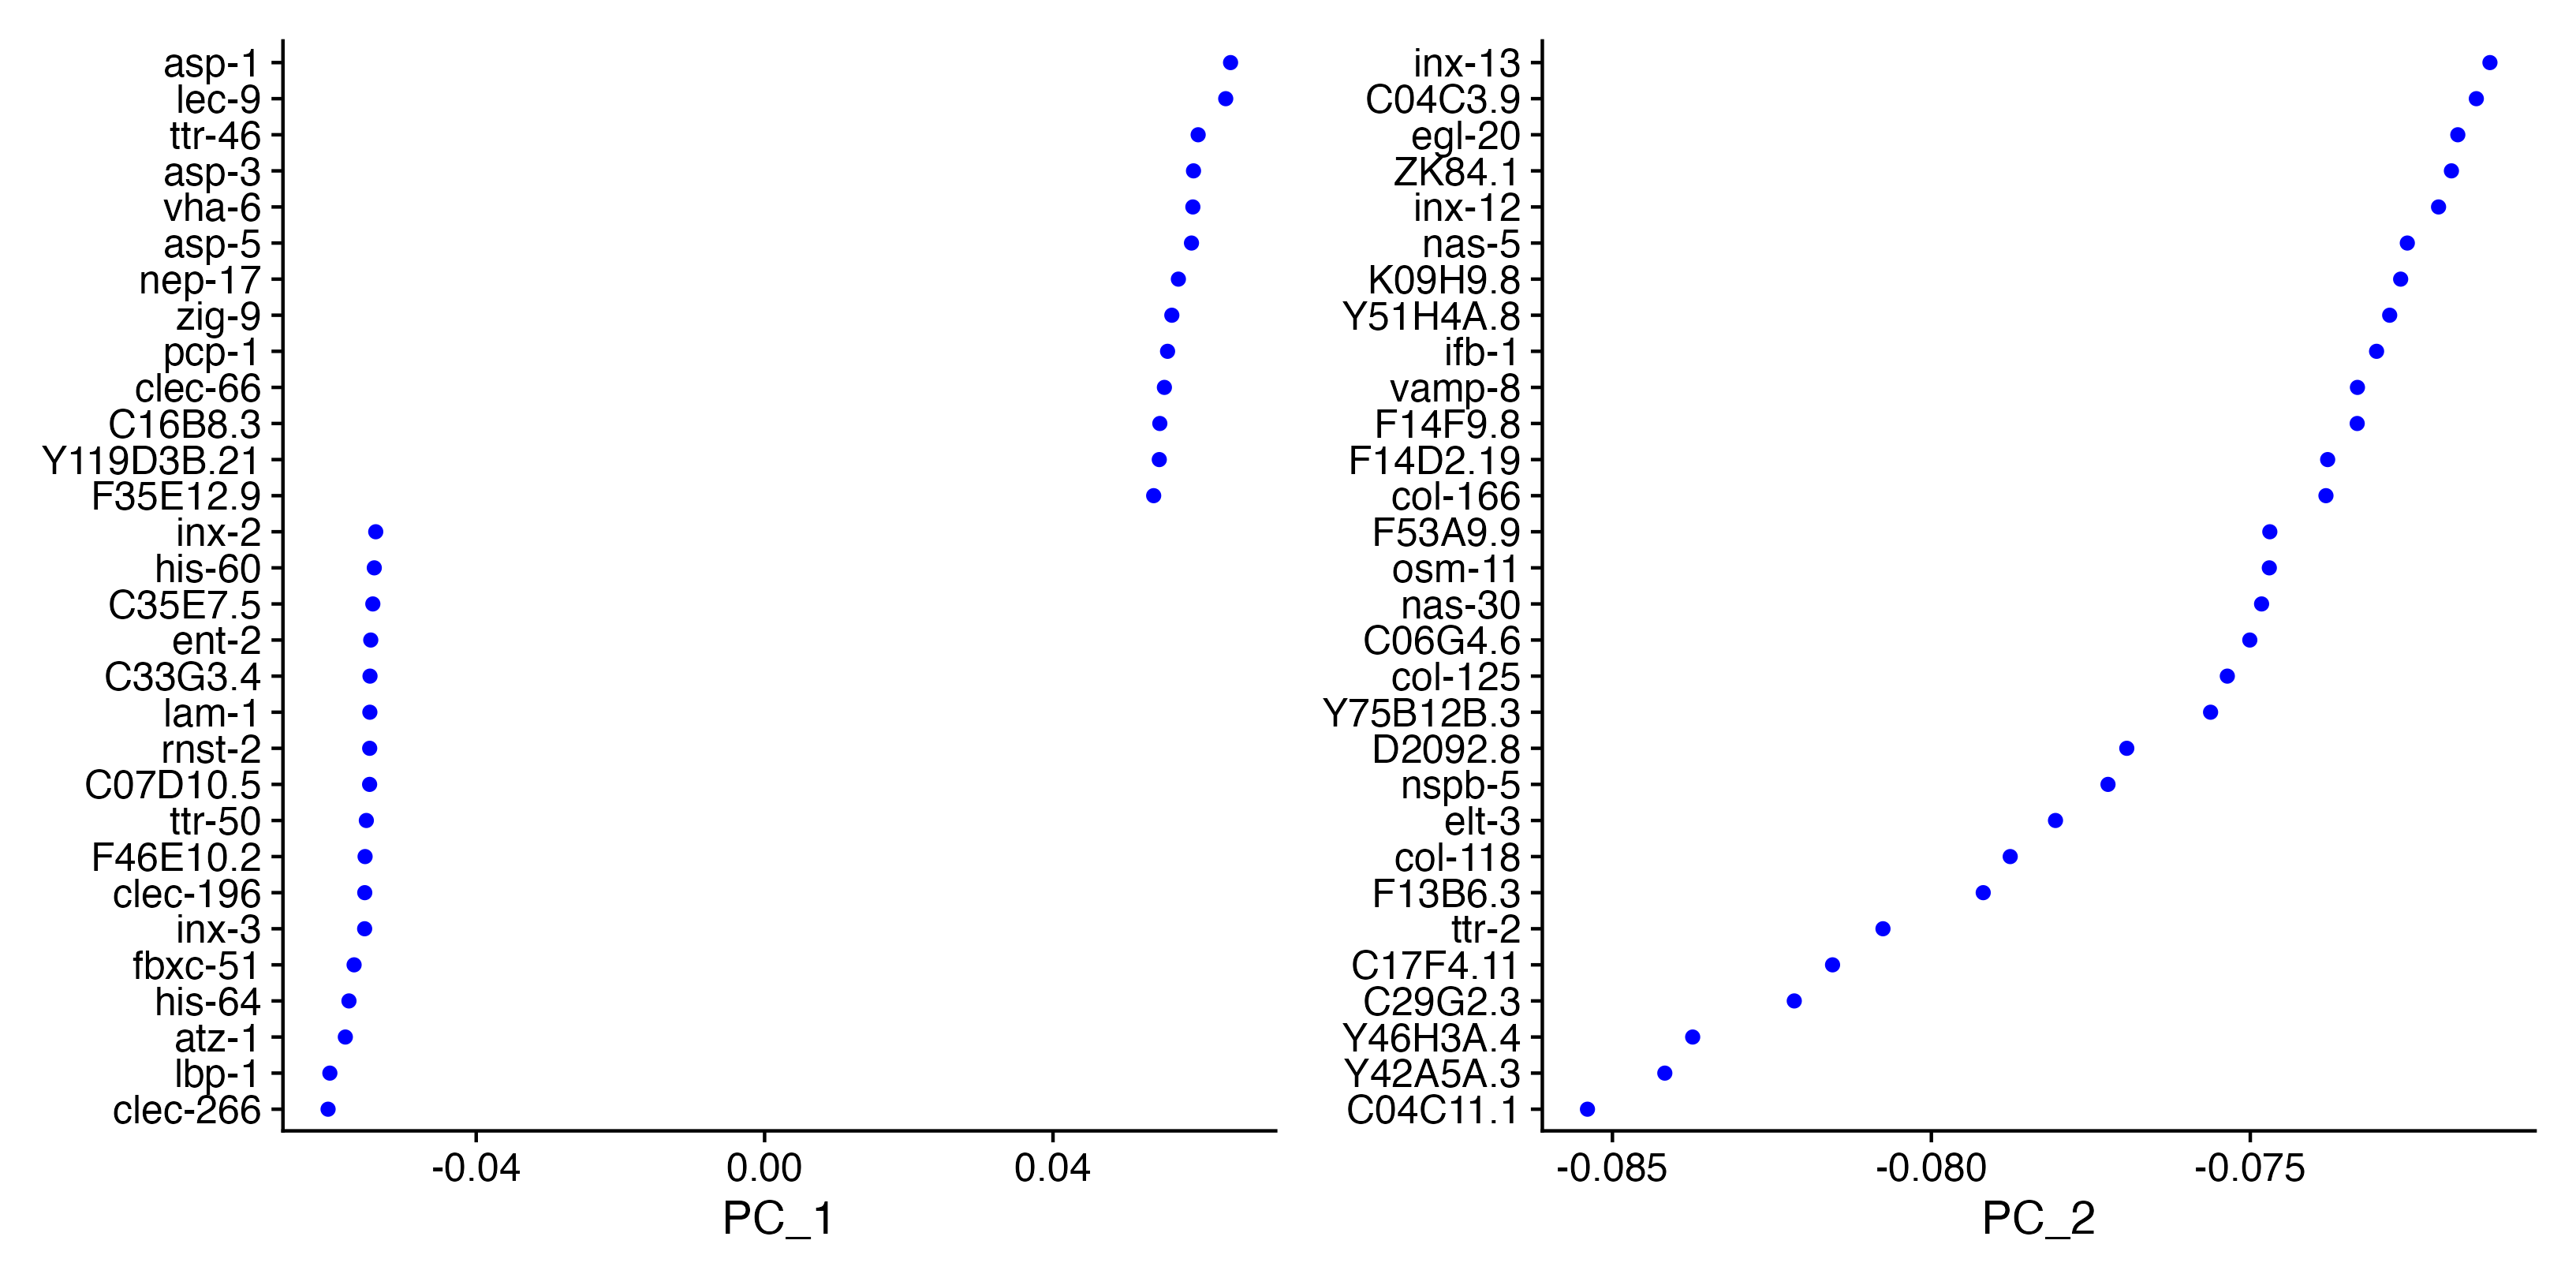 asp-1
lec-9
ttr-46
asp-3
vha-6
asp-5
nep-17
zig-9
pcp-1
clec-66
C16B8.3
Y119D3B.21
F35E12.9
inx-2
his-60
C35E7.5
ent-2
C33G3.4
lam-1
rnst-2
C07D10.5
ttr-50
F46E10.2
clec-196
inx-3
fbxc-51
his-64
atz-1
lbp-1
clec-266
-0.04 0.00 0.04
PC_1
inx-13
C04C3.9
egl-20
ZK84.1
inx-12
nas-5
K09H9.8
Y51H4A.8
ifb-1
vamp-8
F14F9.8
F14D2.19
col-166
F53A9.9
osm-11
nas-30
C06G4.6
col-125
Y75B12B.3
D2092.8
nspb-5
elt-3
col-118
F13B6.3
ttr-2
C17F4.11
C29G2.3
Y46H3A.4
Y42A5A.3
C04C11.1
-0.085 -0.080 -0.075
PC_2